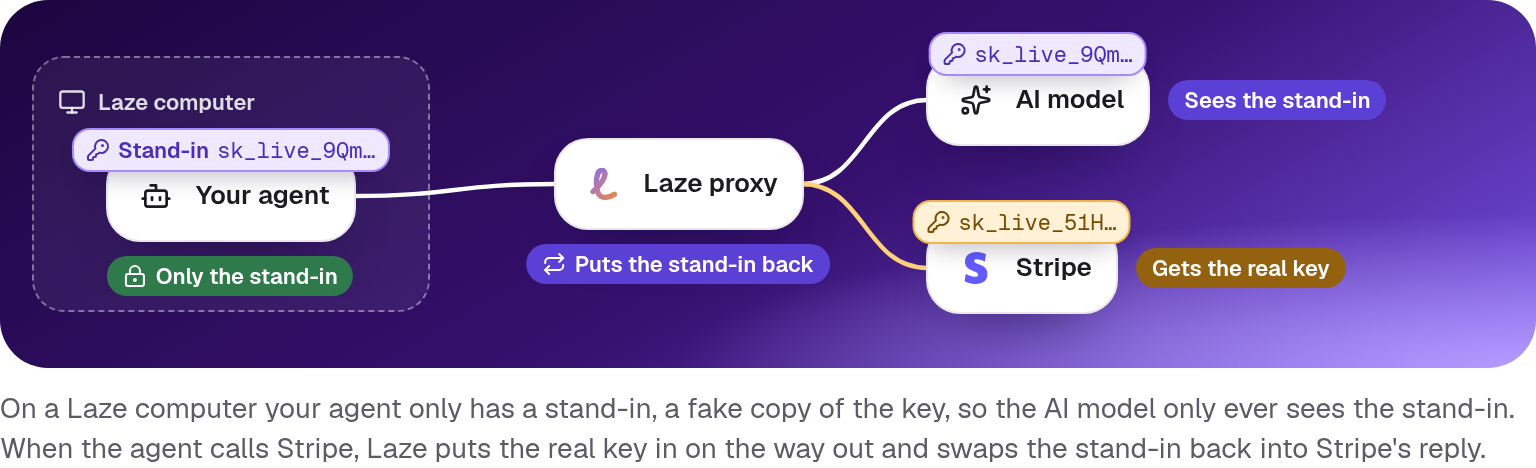 Laze computer
Stand-in sk_live_9Qm…
Your agent
Only the stand-in
Laze proxy
Puts the stand-in back
sk_live_9Qm…
AI model
Sees the stand-in
sk_live_51H…
Stripe
Gets the real key
On a Laze computer your agent only has a stand-in, a fake copy of the key, so the AI model only ever sees the stand-in.
When the agent calls Stripe, Laze puts the real key in on the way out and swaps the stand-in back into Stripe's reply.